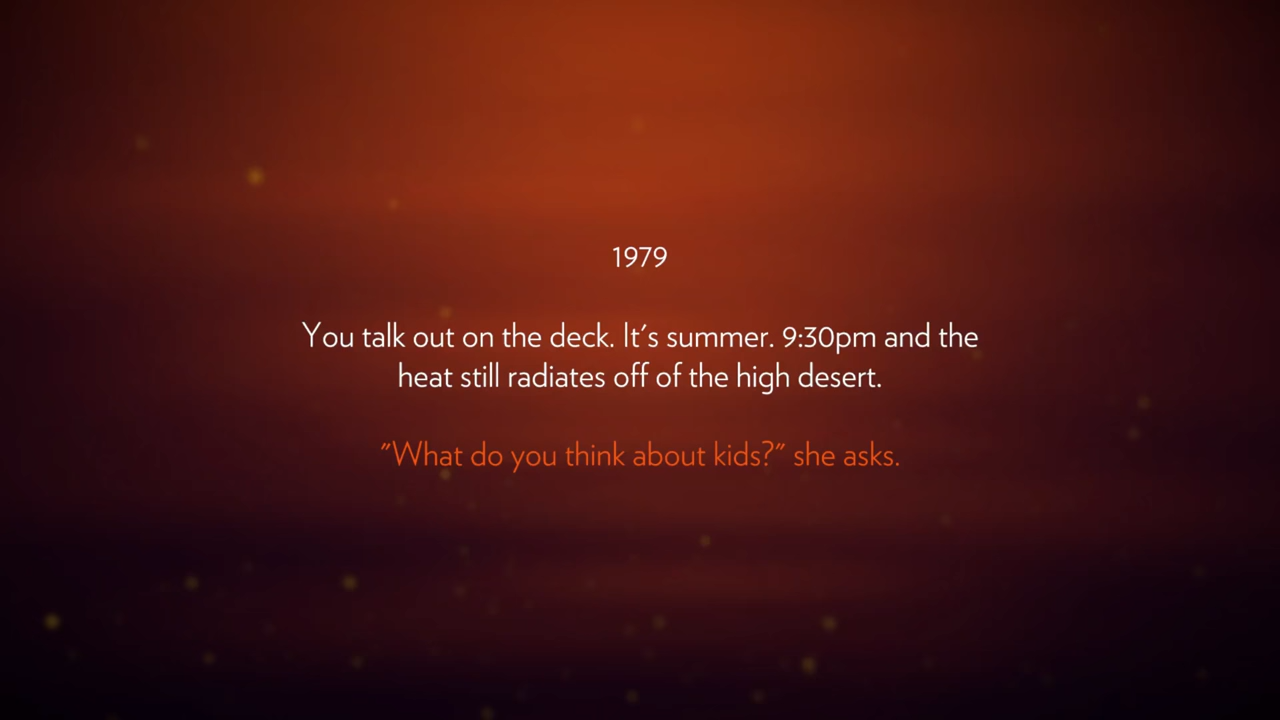 1979
You talk out on the deck. It's summer. 9:30pm and the
heat still radiates off of the high desert.
"What do you think about kids?" she asks.